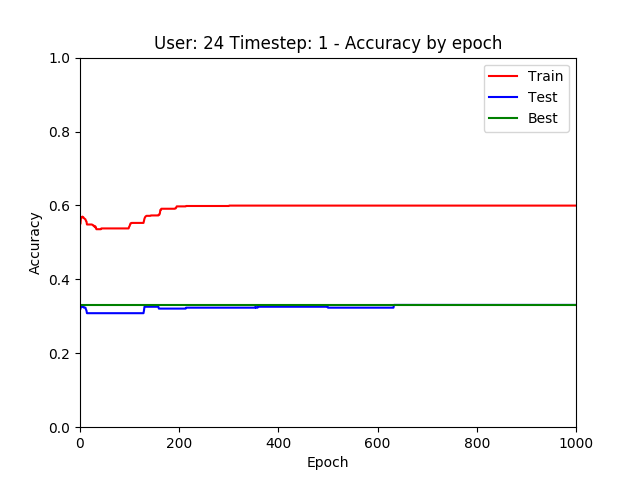 User: 24 Timestep: 1 - Accuracy by epoch
1.0
0.8
0.6
0.4
0.2
0.0
Accuracy
Train
Test
Best
0 200 400 600 800 1000
Epoch